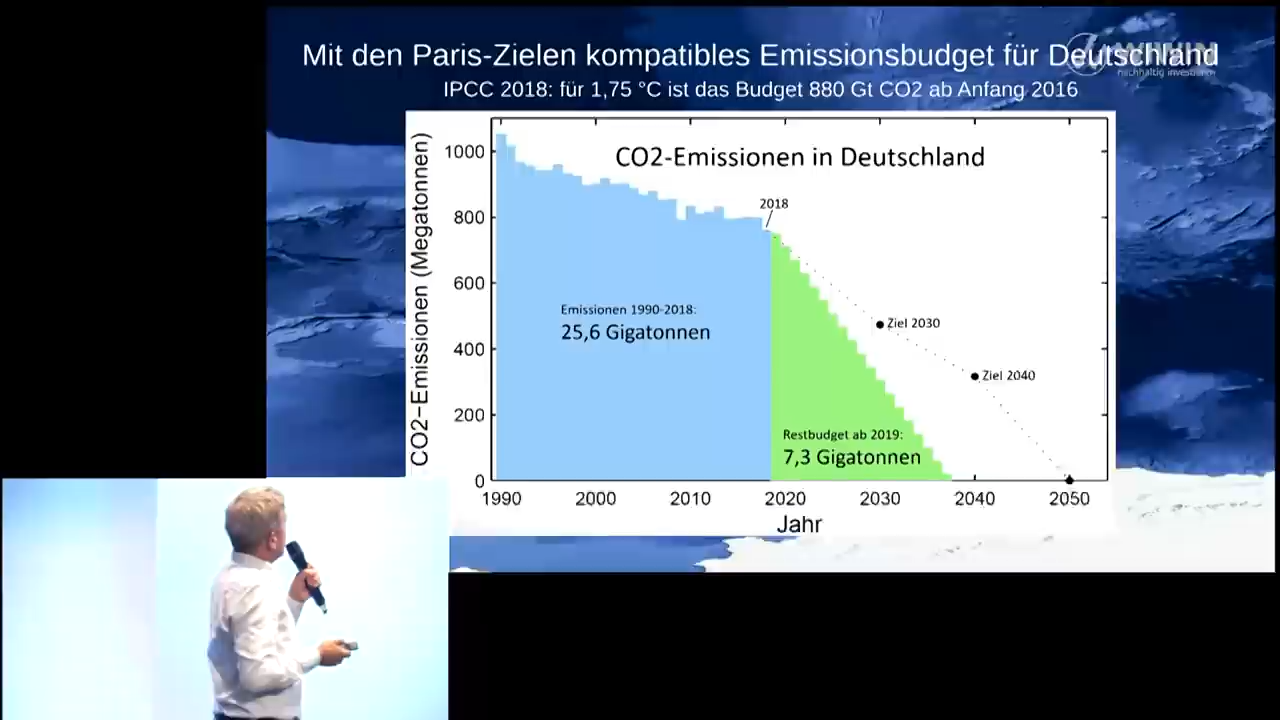 Mit den Paris-Zielen kompatibles Emissionsbudget für Deutschland
nachhaltig investieren
IPCC 2018: für 1,75 °C ist das Budget 880 Gt CO2 ab Anfang 2016
CO2-Emissionen in Deutschland
CO2−Emissionen (Megatonnen)
1000
800
600
400
200
0
2018
Emissionen 1990-2018:
25,6 Gigatonnen
Ziel 2030
Ziel 2040
Restbudget ab 2019:
7,3 Gigatonnen
1990 2000 2010 2020 2030 2040 2050
Jahr